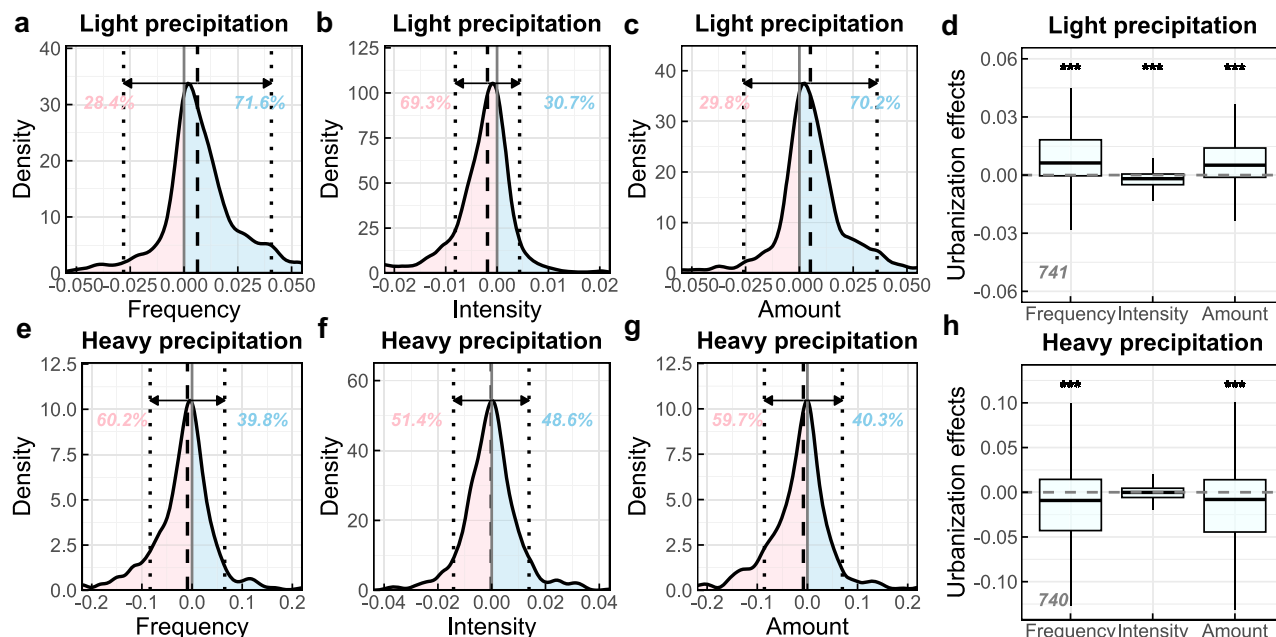 a
Light precipitation
Density
40
30
20
10
0
28.4%
71.6%
-0.050
-0.025
0.000
0.025
0.050
Frequency
b
Light precipitation
Density
125
100
75
50
25
0
69.3%
30.7%
-0.02
-0.01
0.00
0.01
0.02
Intensity
c
Light precipitation
Density
40
30
20
10
0
29.8%
70.2%
-0.050
-0.025
0.000
0.025
0.050
Amount
d
Light precipitation
Urbanization effects
0.06
0.03
0.00
-0.03
-0.06
***
***
***
741
Frequency
Intensity
Amount
e
Heavy precipitation
Density
12.5
10.0
7.5
5.0
2.5
0.0
60.2%
39.8%
-0.2
-0.1
0.0
0.1
0.2
Frequency
f
Heavy precipitation
Density
60
40
20
0
51.4%
48.6%
-0.04
-0.02
0.00
0.02
0.04
Intensity
g
Heavy precipitation
Density
12.5
10.0
7.5
5.0
2.5
0.0
59.7%
40.3%
-0.2
-0.1
0.0
0.1
0.2
Amount
h
Heavy precipitation
Urbanization effects
0.10
0.05
0.00
-0.05
-0.10
***
***
740
Frequency
Intensity
Amount